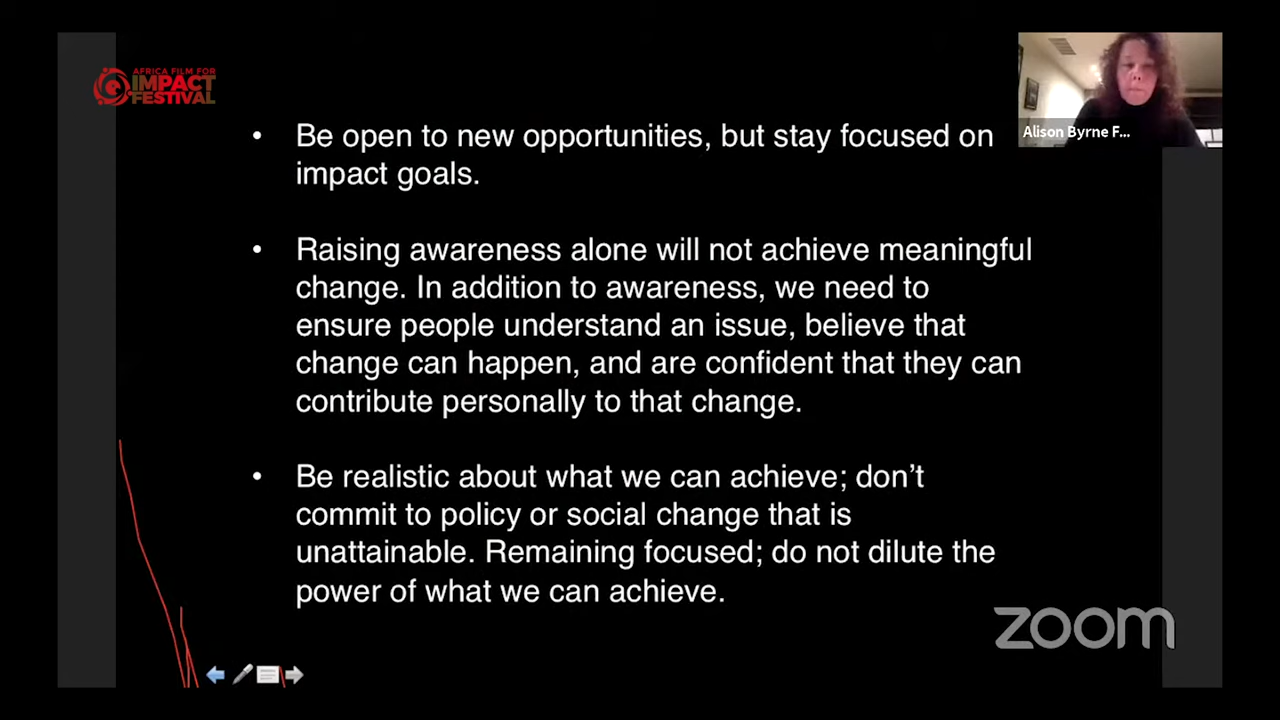 AFRICA FILM FOR
IMPACT
FESTIVAL
Alison Byrne F...
• Be open to new opportunities, but stay focused on
impact goals.
• Raising awareness alone will not achieve meaningful
change. In addition to awareness, we need to
ensure people understand an issue, believe that
change can happen, and are confident that they can
contribute personally to that change.
• Be realistic about what we can achieve; don’t
commit to policy or social change that is
unattainable. Remaining focused; do not dilute the
power of what we can achieve.
zoom